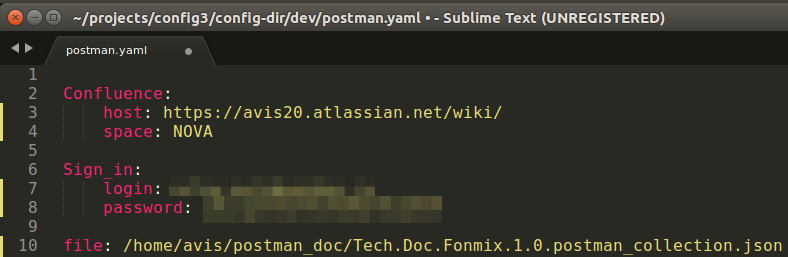 ~/projects/config3/config-dir/dev/postman.yaml • - Sublime Text (UNREGISTERED)
postman.yaml
1
2 Confluence:
3 host: https://avis20.atlassian.net/wiki/
4 space: NOVA
5
6 Sign_in:
7 login:
8 password:
9
10 file: /home/avis/postman_doc/Tech.Doc.Fonmix.1.0.postman_collection.json